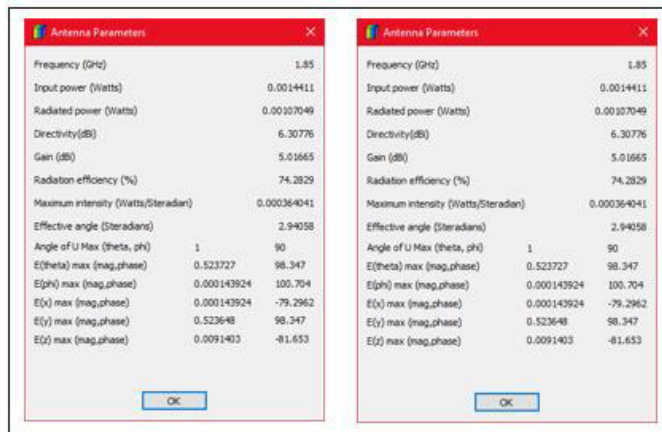 Antenna Parameters
Frequency (GHz) 1.85
Input power (Watts) 0.0014411
Radiated power (Watts) 0.00107049
Directivity(dBi) 6.30776
Gain (dBi) 5.01665
Radiation efficiency (%) 74.2829
Maximum intensity (Watts/Steradian) 0.000364041
Effective angle (Steradians) 2.94058
Angle of U Max (theta, phi) 1 90
E(theta) max (mag,phase) 0.523727 98.347
E(phi) max (mag,phase) 0.000143924 100.704
E(x) max (mag,phase) 0.000143924 -79.2962
E(y) max (mag,phase) 0.523648 98.347
E(z) max (mag,phase) 0.0091403 -81.653
OK
Antenna Parameters
Frequency (GHz) 1.85
Input power (Watts) 0.0014411
Radiated power (Watts) 0.00107049
Directivity(dBi) 6.30776
Gain (dBi) 5.01665
Radiation efficiency (%) 74.2829
Maximum intensity (Watts/Steradian) 0.000364041
Effective angle (Steradians) 2.94058
Angle of U Max (theta, phi) 1 90
E(theta) max (mag,phase) 0.523727 98.347
E(phi) max (mag,phase) 0.000143924 100.704
E(x) max (mag,phase) 0.000143924 -79.2962
E(y) max (mag,phase) 0.523648 98.347
E(z) max (mag,phase) 0.0091403 -81.653
OK